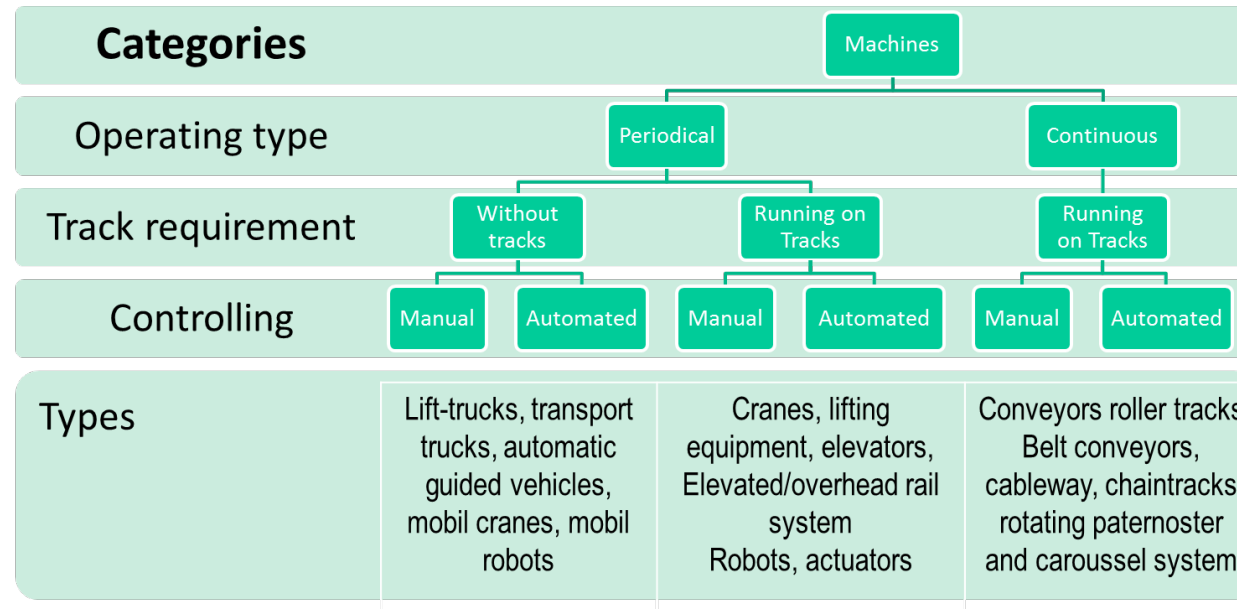 Categories
Machines
Operating type
Periodical
Continuous
Track requirement
Without
tracks
Running on
Tracks
Running
on Tracks
Controlling
Manual
Automated
Manual
Automated
Manual
Automated
Types
Lift-trucks, transport
trucks, automatic
guided vehicles,
mobil cranes, mobil
robots
Cranes, lifting
equipment, elevators,
Elevated/overhead rail
system
Robots, actuators
Conveyors roller tracks
Belt conveyors,
cableway, chaintracks
rotating paternoster
and caroussel system